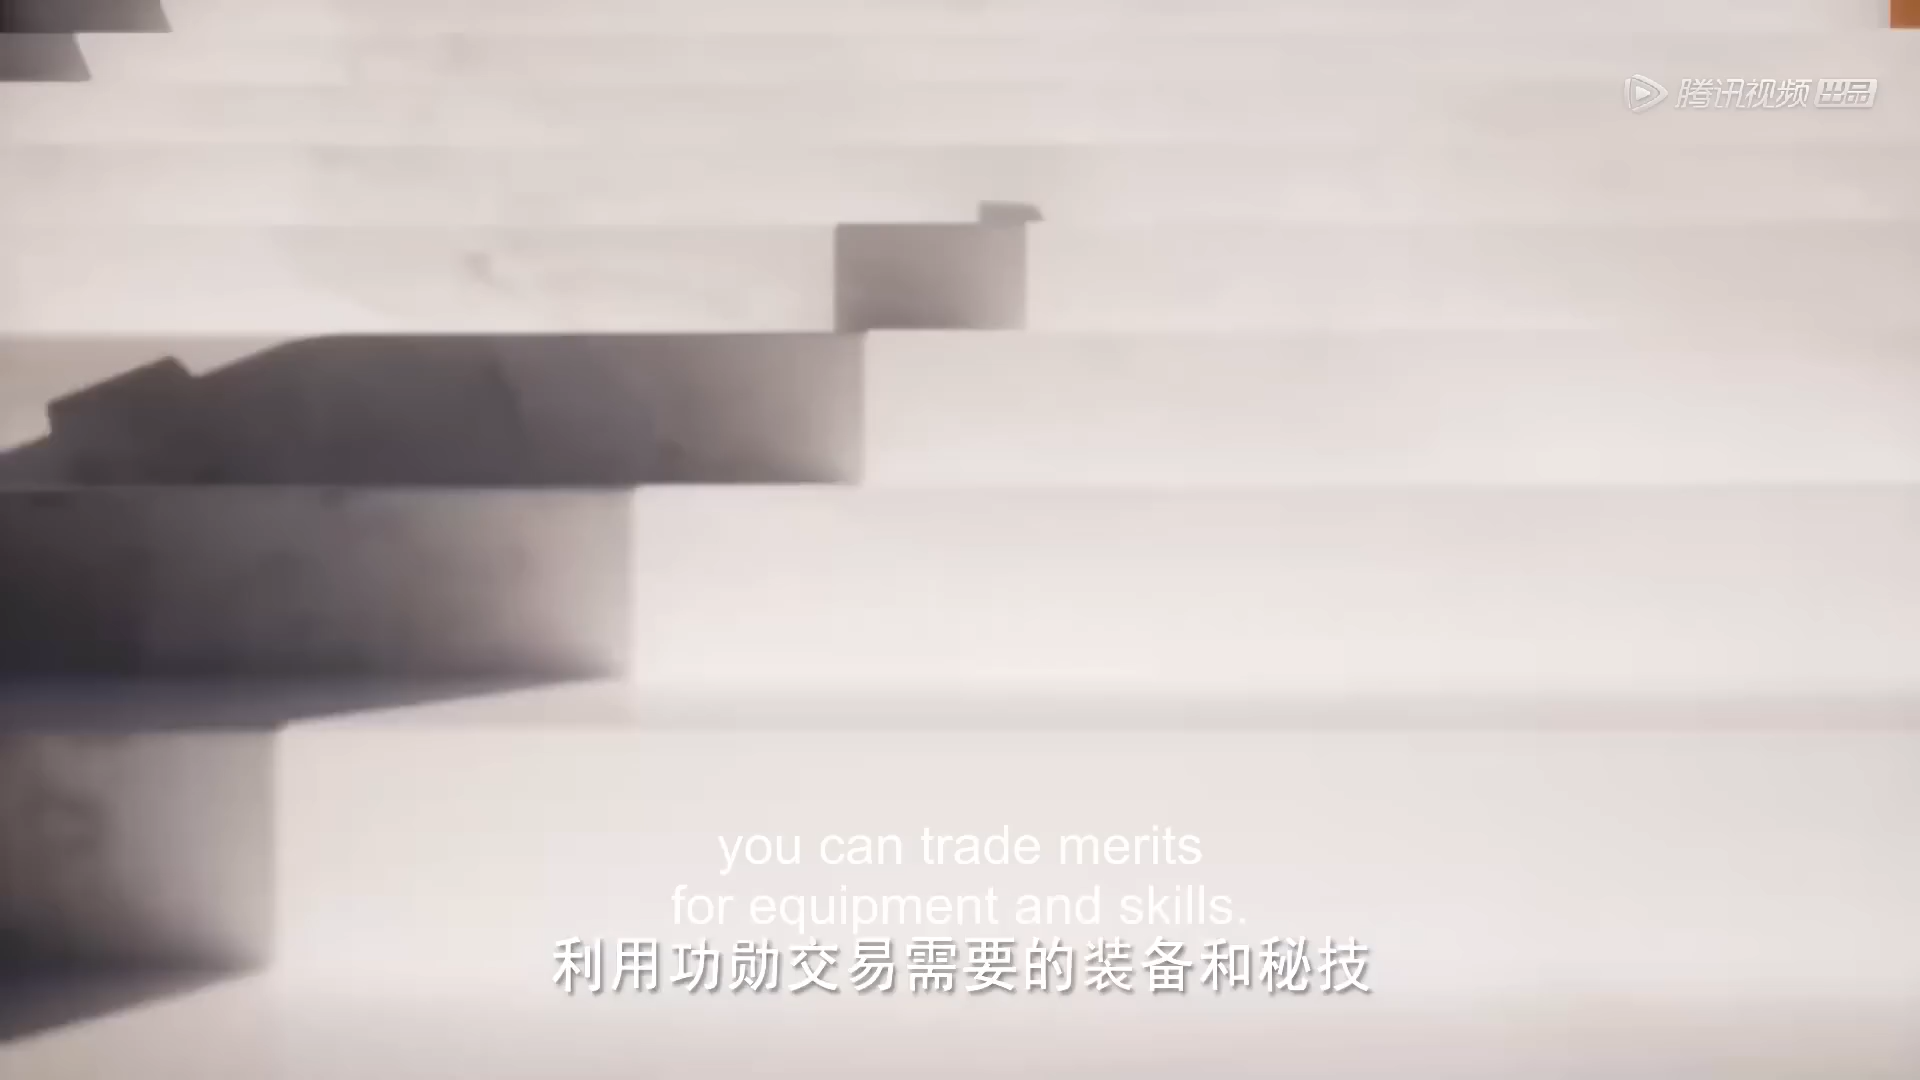 腾讯视频 出品
you can trade merits
for equipment and skills.
利用功勋交易需要的装备和秘技